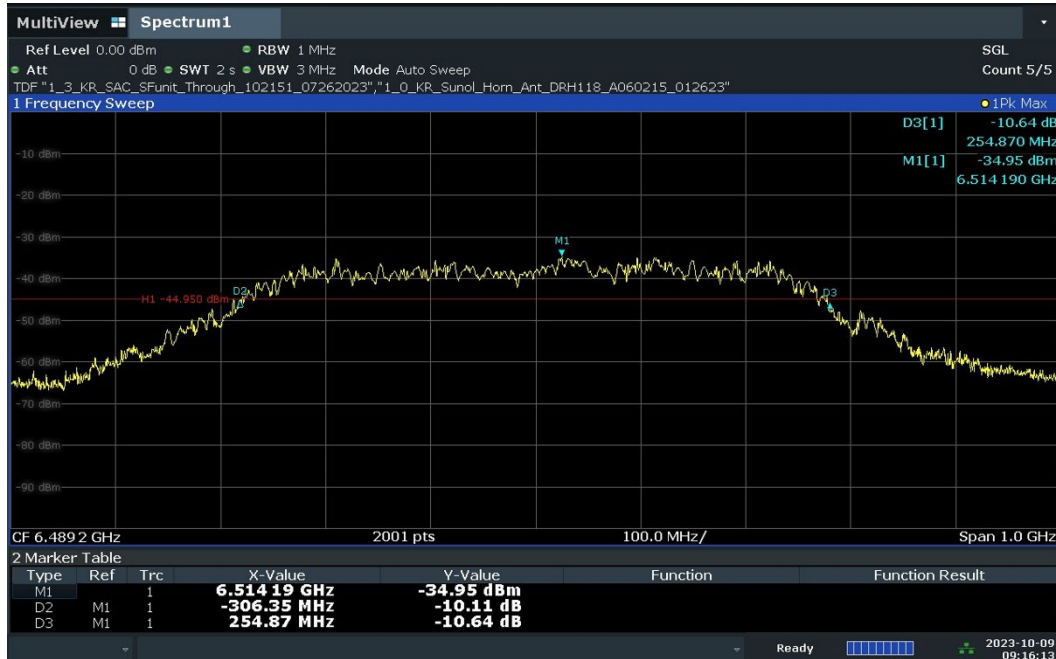 MultiView Spectrum1
Ref Level 0.00 dBm RBW 1 MHz SGL
Att 0 dB SWT 2 s VBW 3 MHz Mode Auto Sweep Count 5/5
TDF "1_3_KR_SAC_SFunit_Through_102151_07262023","1_0_KR_Sunol_Horn_Ant_DRH118_A060215_012623"
1 Frequency Sweep 1Pk Max
D3[1] -10.64 dB
254.870 MHz
M1[1] -34.95 dBm
6.514 190 GHz
-10 dBm
-20 dBm
-30 dBm
M1
-40 dBm
D2 D3
H1 -44.950 dBm
-50 dBm
-60 dBm
-70 dBm
-80 dBm
-90 dBm
CF 6.4892 GHz 2001 pts 100.0 MHz/ Span 1.0 GHz
2 Marker Table
Type Ref Trc X-Value Y-Value Function Function Result
M1 1 6.514 19 GHz -34.95 dBm
D2 M1 1 -306.35 MHz -10.11 dB
D3 M1 1 254.87 MHz -10.64 dB
Ready 2023-10-09
09:16:13